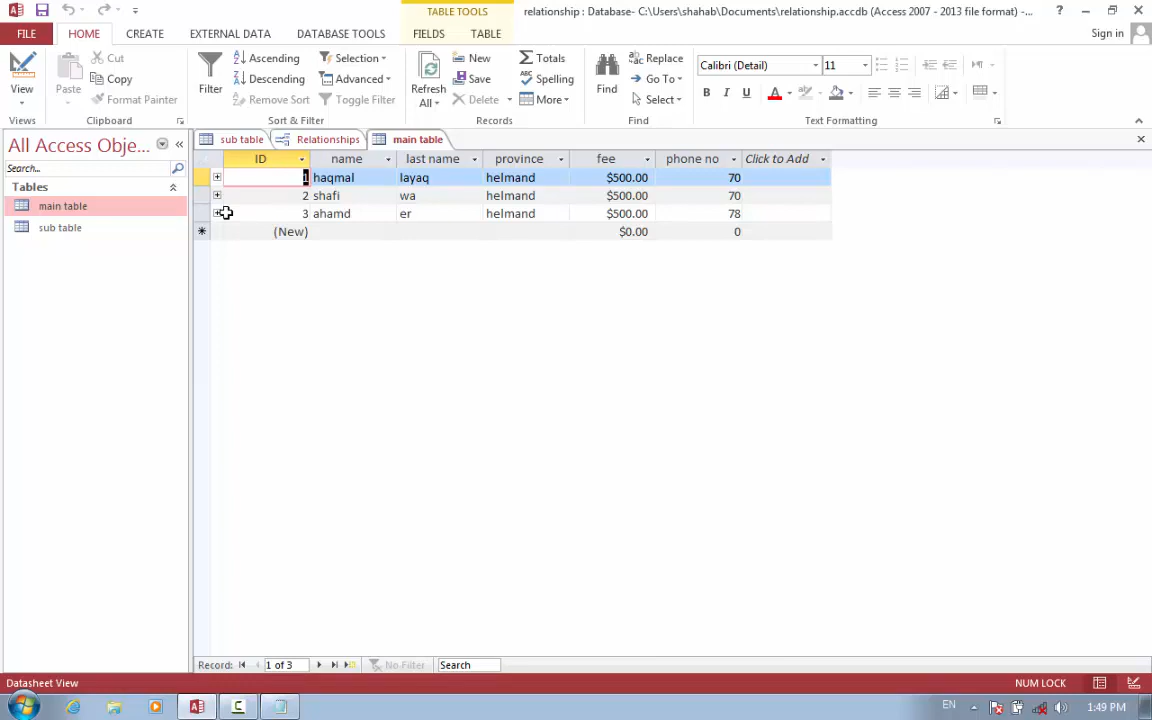 TABLE TOOLS
relationship : Database- C:\Users\shahab\Documents\relationship.accdb (Access 2007 - 2013 file format) -...
FILE HOME CREATE EXTERNAL DATA DATABASE TOOLS FIELDS TABLE Sign in
View
Views
Paste
Cut
Copy
Format Painter
Clipboard
Filter
Ascending
Descending
Remove Sort
Selection
Advanced
Toggle Filter
Sort & Filter
Refresh
All
New
Save
Delete
Totals
Spelling
More
Records
Find
Replace
Go To
Select
Find
Calibri (Detail) 11
B I U A
Text Formatting
All Access Obje...
Search...
Tables
main table
sub table
sub table Relationships main table
ID name last name province fee phone no Click to Add
1 haqmal layaq helmand $500.00 70
2 shafi wa helmand $500.00 70
3 ahamd er helmand $500.00 78
(New) $0.00 0
Record: 1 of 3 No Filter Search
Datasheet View NUM LOCK
EN 1:49 PM